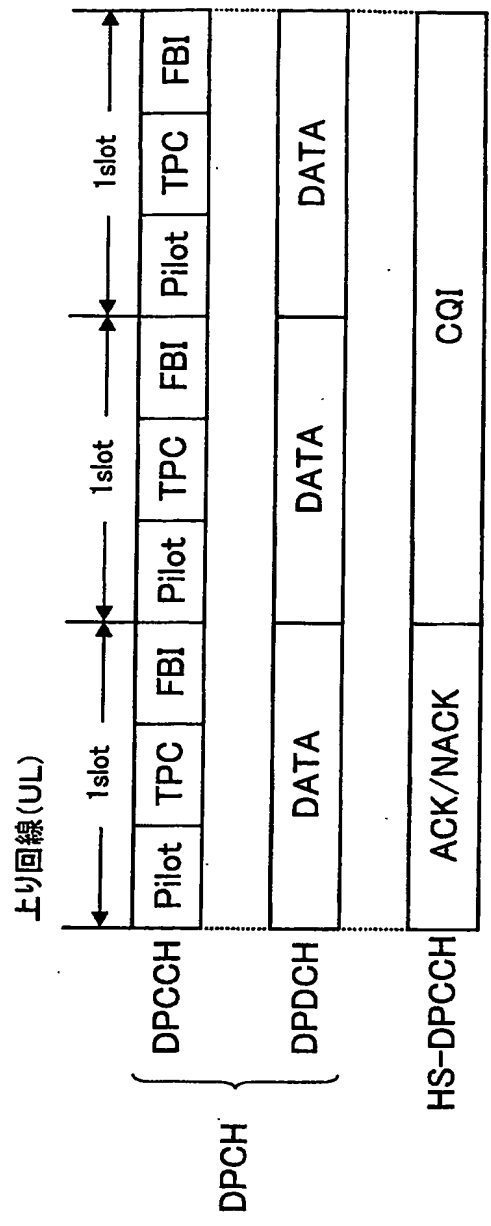 上り回線(UL)
1slot 1slot 1slot
DPCH
DPCCH Pilot TPC FBI Pilot TPC FBI Pilot TPC FBI
DPDCH DATA DATA DATA
HS-DPCCH ACK/NACK CQI